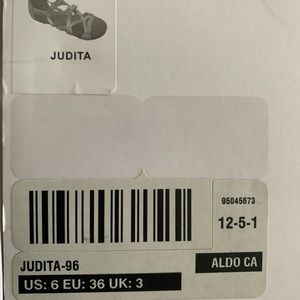 JUDITA
95045673
12-5-1
JUDITA-96
ALDO CA
US: 6 EU: 36 UK: 3